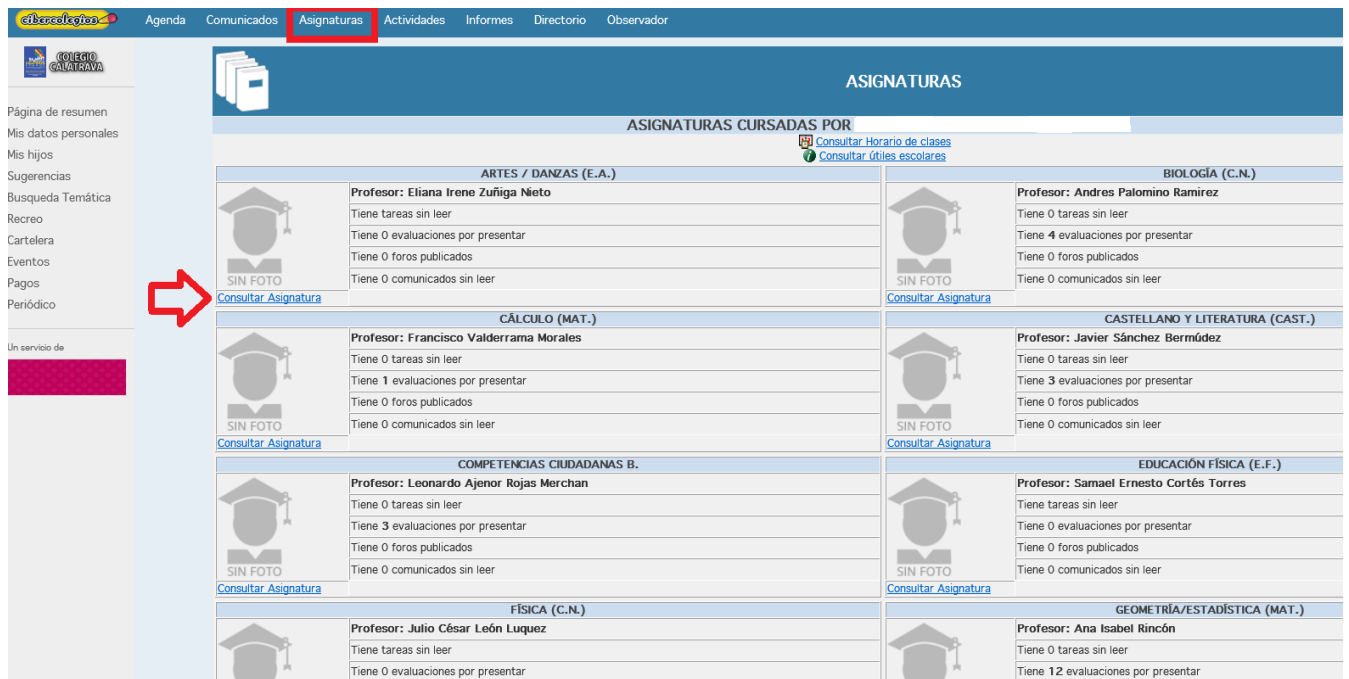 cibercolegios Agenda Comunicados Asignaturas Actividades Informes Directorio Observador
COLEGIO
CALATRAVA
Página de resumen
Mis datos personales
Mis hijos
Sugerencias
Busqueda Temática
Recreo
Cartelera
Eventos
Pagos
Periódico
Un servicio de
ASIGNATURAS
ASIGNATURAS CURSADAS POR
Consultar Horario de clases
Consultar útiles escolares
ARTES / DANZAS (E.A.)
Profesor: Eliana Irene Zuñiga Nieto
Tiene tareas sin leer
Tiene 0 evaluaciones por presentar
Tiene 0 foros publicados
SIN FOTO
Tiene 0 comunicados sin leer
Consultar Asignatura
BIOLOGÍA (C.N.)
Profesor: Andres Palomino Ramirez
Tiene 0 tareas sin leer
Tiene 4 evaluaciones por presentar
Tiene 0 foros publicados
SIN FOTO
Tiene 0 comunicados sin leer
Consultar Asignatura
CÁLCULO (MAT.)
Profesor: Francisco Valderrama Morales
Tiene 0 tareas sin leer
Tiene 1 evaluaciones por presentar
Tiene 0 foros publicados
SIN FOTO
Tiene 0 comunicados sin leer
Consultar Asignatura
CASTELLANO Y LITERATURA (CAST.)
Profesor: Javier Sánchez Bermúdez
Tiene 0 tareas sin leer
Tiene 3 evaluaciones por presentar
Tiene 0 foros publicados
SIN FOTO
Tiene 0 comunicados sin leer
Consultar Asignatura
COMPETENCIAS CIUDADANAS B.
Profesor: Leonardo Ajenor Rojas Merchan
Tiene 0 tareas sin leer
Tiene 3 evaluaciones por presentar
Tiene 0 foros publicados
SIN FOTO
Tiene 0 comunicados sin leer
Consultar Asignatura
EDUCACIÓN FÍSICA (E.F.)
Profesor: Samael Ernesto Cortés Torres
Tiene tareas sin leer
Tiene 0 evaluaciones por presentar
Tiene 0 foros publicados
SIN FOTO
Tiene 0 comunicados sin leer
Consultar Asignatura
FÍSICA (C.N.)
Profesor: Julio César León Luquez
Tiene tareas sin leer
Tiene 0 evaluaciones por presentar
GEOMETRÍA/ESTADÍSTICA (MAT.)
Profesor: Ana Isabel Rincón
Tiene 0 tareas sin leer
Tiene 12 evaluaciones por presentar